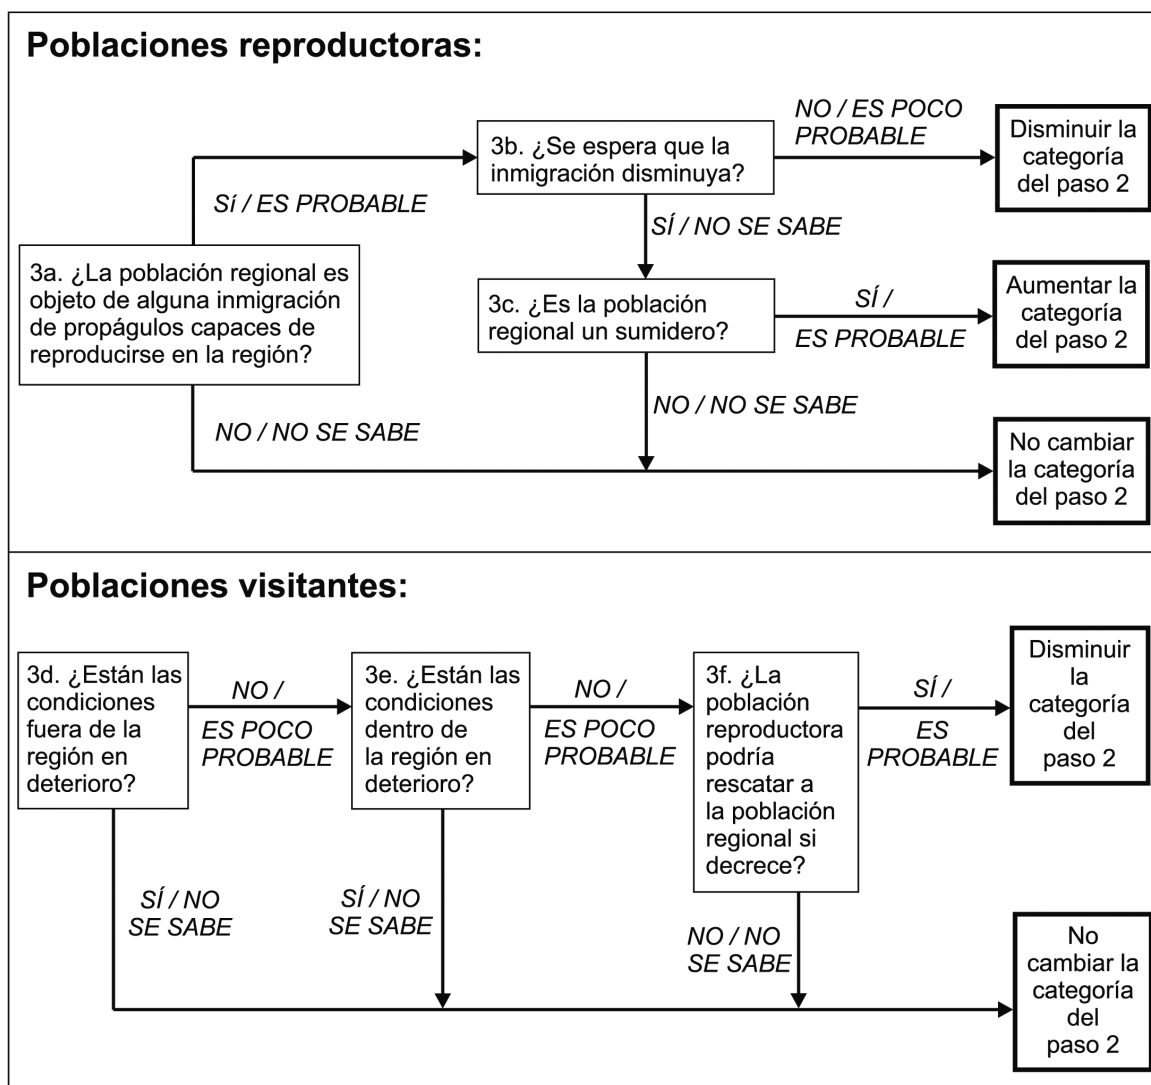 Poblaciones reproductoras:
NO / ES POCO
PROBABLE
Disminuir la
categoría
del paso 2
3b. ¿Se espera que la
inmigración disminuya?
Sí / ES PROBABLE
SÍ / NO SE SABE
3a. ¿La población regional es
objeto de alguna inmigración
de propágulos capaces de
reproducirse en la región?
3c. ¿Es la población
regional un sumidero?
SÍ /
ES PROBABLE
Aumentar la
categoría
del paso 2
NO / NO SE SABE
NO / NO SE SABE
No cambiar
la categoría
del paso 2
Poblaciones visitantes:
3d. ¿Están las
condiciones
fuera de la
región en
deterioro?
NO /
ES POCO
PROBABLE
3e. ¿Están las
condiciones
dentro de
la región en
deterioro?
NO /
ES POCO
PROBABLE
3f. ¿La
población
reproductora
podría
rescatar a
la población
regional si
decrece?
SÍ /
ES
PROBABLE
Disminuir
la
categoría
del
paso 2
SÍ / NO
SE SABE
SÍ / NO
SE SABE
NO / NO
SE SABE
No
cambiar la
categoría
del
paso 2